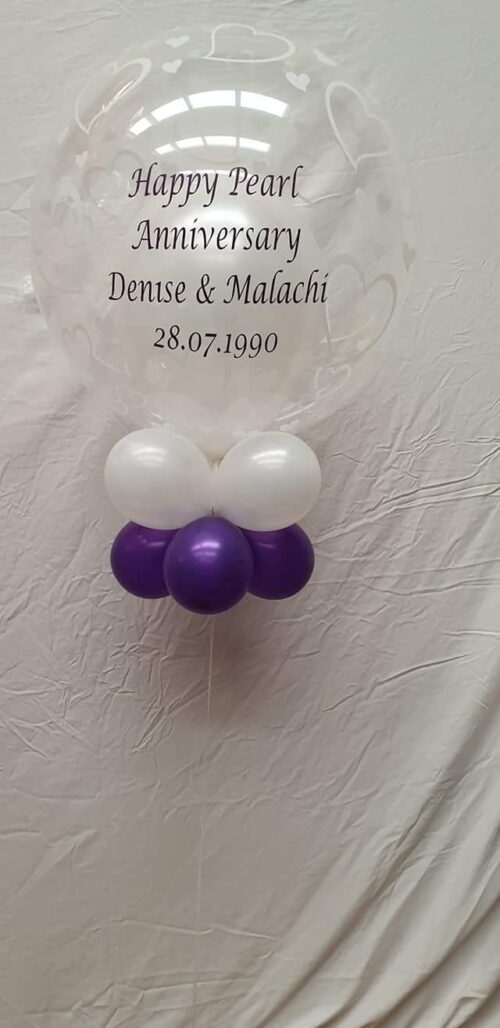 Happy Pearl
Anniversary
Denise & Malachi
28.07.1990